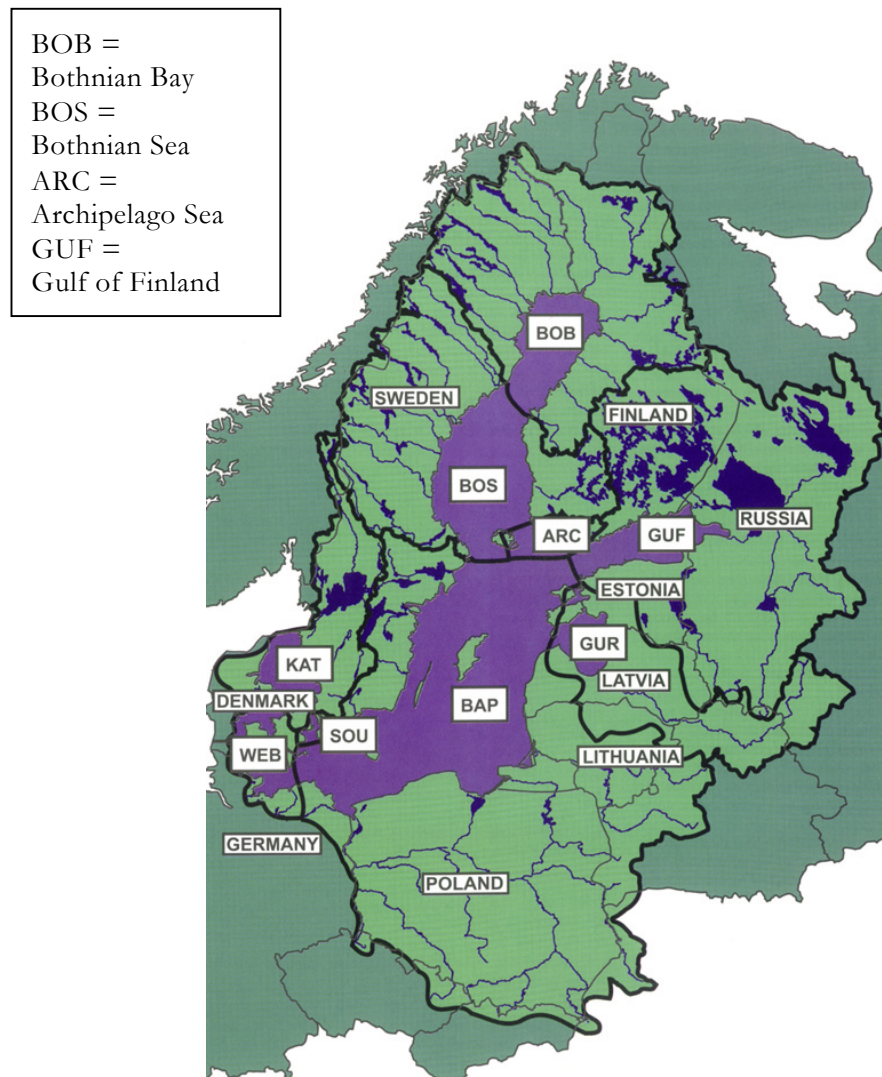 BOB =
Bothnian Bay
BOS =
Bothnian Sea
ARC =
Archipelago Sea
GUF =
Gulf of Finland
BOB
SWEDEN
FINLAND
BOS
RUSSIA
ARC
GUF
ESTONIA
GUR
KAT
LATVIA
DENMARK
BAP
SOU
WEB
LITHUANIA
GERMANY
POLAND